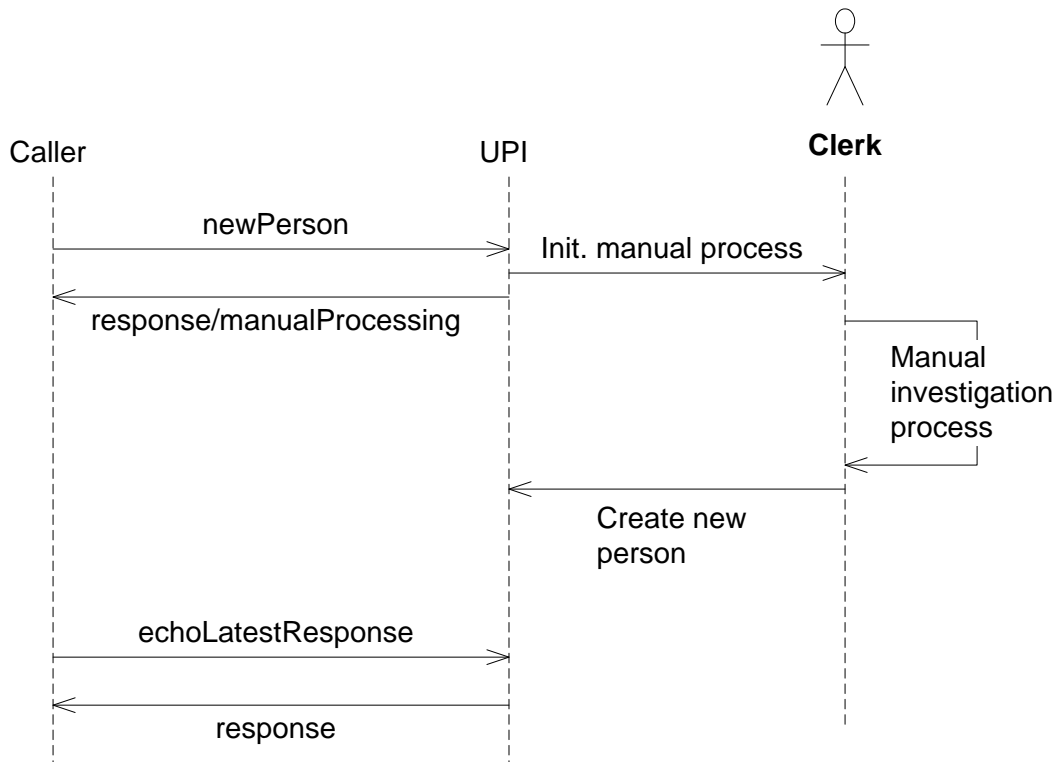 Caller
UPI
Clerk
newPerson
Init. manual process
response/manualProcessing
Manual
investigation
process
Create new
person
echoLatestResponse
response